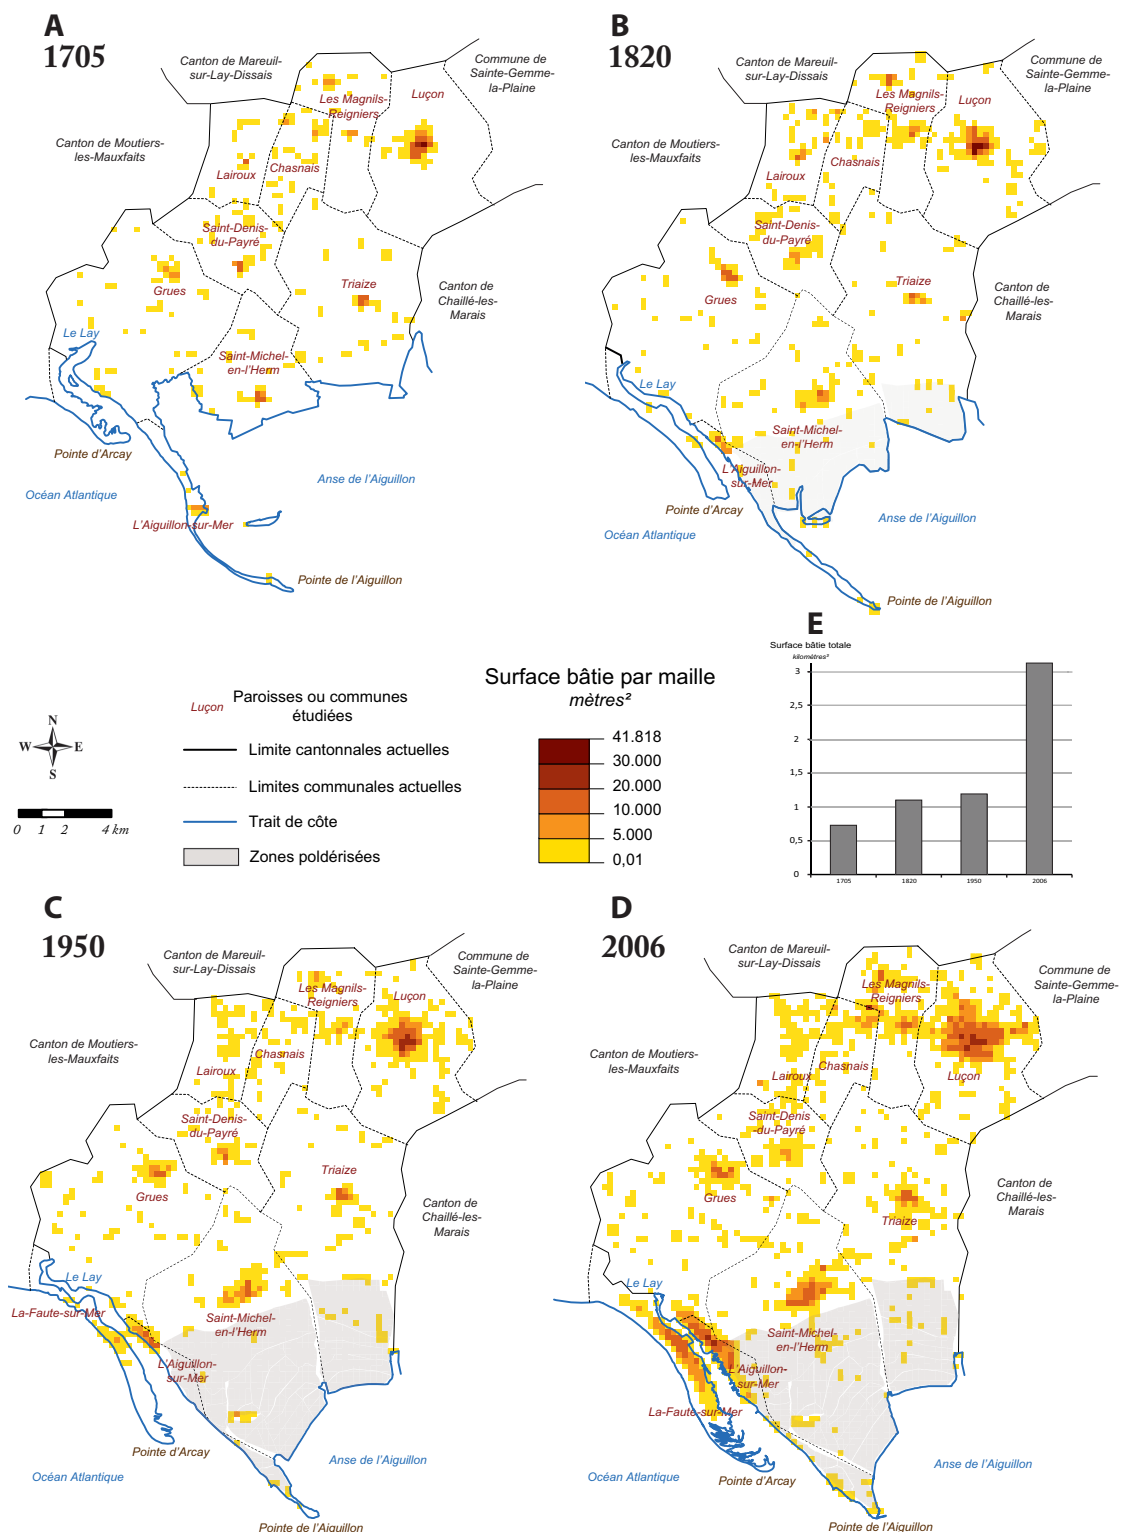 A
1705
Canton de Mareuil-
sur-Lay-Dissais
Commune de
Sainte-Gemme-
la-Plaine
Les Magnils-
Reigniers
Luçon
Canton de Moutiers-
les-Mauxfaits
Lairoux
Chasnais
Saint-Denis-
du-Payré
Grues
Triaize
Canton de
Chaillé-les-
Marais
Le Lay
Saint-Michel-
en-l'Herm
Pointe d'Arcay
Océan Atlantique
Anse de l'Aiguillon
L'Aiguillon-sur-Mer
Pointe de l'Aiguillon
B
1820
Canton de Mareuil-
sur-Lay-Dissais
Commune de
Sainte-Gemme-
la-Plaine
Les Magnils-
Reigniers
Luçon
Canton de Moutiers-
les-Mauxfaits
Lairoux
Chasnais
Saint-Denis-
du-Payré
Grues
Triaize
Canton de
Chaillé-les-
Marais
Le Lay
Saint-Michel-
en-l'Herm
L'Aiguillon-
sur-Mer
Pointe d'Arcay
Océan Atlantique
Anse de l'Aiguillon
Pointe de l'Aiguillon
N
W E
S
0 1 2 4 km
Luçon Paroisses ou communes
étudiées
Limite cantonnales actuelles
Limites communales actuelles
Trait de côte
Zones poldérisées
Surface bâtie par maille
mètres²
41.818
30.000
20.000
10.000
5.000
0,01
E
Surface bâtie totale
kilomètres²
3
2,5
2
1,5
1
0,5
0
1705 1820 1950 2006
C
1950
Canton de Mareuil-
sur-Lay-Dissais
Commune de
Sainte-Gemme-
la-Plaine
Les Magnils-
Reigniers
Luçon
Canton de Moutiers-
les-Mauxfaits
Chasnais
Lairoux
Saint-Denis-
du-Payré
Triaize
Grues
Canton de
Chaillé-les-
Marais
Le Lay
La-Faute-sur-Mer
Saint-Michel-
en-l'Herm
L'Aiguillon-
sur-Mer
Pointe d'Arcay
Océan Atlantique
Anse de l'Aiguillon
Pointe de l'Aiguillon
D
2006
Canton de Mareuil-
sur-Lay-Dissais
Commune de
Sainte-Gemme-
la-Plaine
Les Magnils-
Reigniers
Canton de Moutiers-
les-Mauxfaits
Chasnais
Lairoux
Luçon
Saint-Denis
-du-Payré
Grues
Triaize
Canton de
Chaillé-les-
Marais
Le Lay
Saint-Michel-
en-l'Herm
L'Aiguillon-
sur-Mer
La-Faute-sur-Mer
Pointe d'Arcay
Océan Atlantique
Anse de l'Aiguillon
Pointe de l'Aiguillon